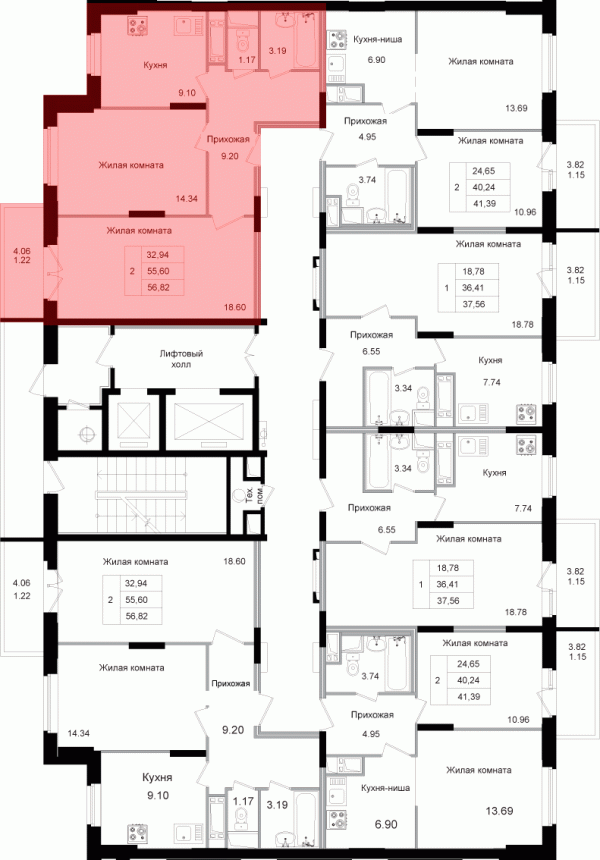 Кухня
9.10
1.17
3.19
Кухня-ниша
6.90
Жилая комната
13.69
Прихожая
9.20
Жилая комната
14.34
Прихожая
4.95
3.74
24,65
2 40,24
41,39
10.96
3.82
1.15
Жилая комната
4.06
1.22
Жилая комната
32,94
2 55,60
56,82
18.60
Жилая комната
18,78
1 36,41
37,56
18.78
3.82
1.15
Лифтовый
холл
Прихожая
6.55
3.34
Кухня
7.74
3.34
Кухня
7.74
Прихожая
6.55
Тех.
пом.
Жилая комната
18.60
32,94
2 55,60
56,82
4.06
1.22
Жилая комната
18,78
1 36,41
37,56
18.78
3.82
1.15
Жилая комната
14.34
Прихожая
9.20
3.74
Жилая комната
24,65
2 40,24
41,39
10.96
3.82
1.15
Прихожая
4.95
Кухня
9.10
1.17
3.19
Кухня-ниша
6.90
Жилая комната
13.69